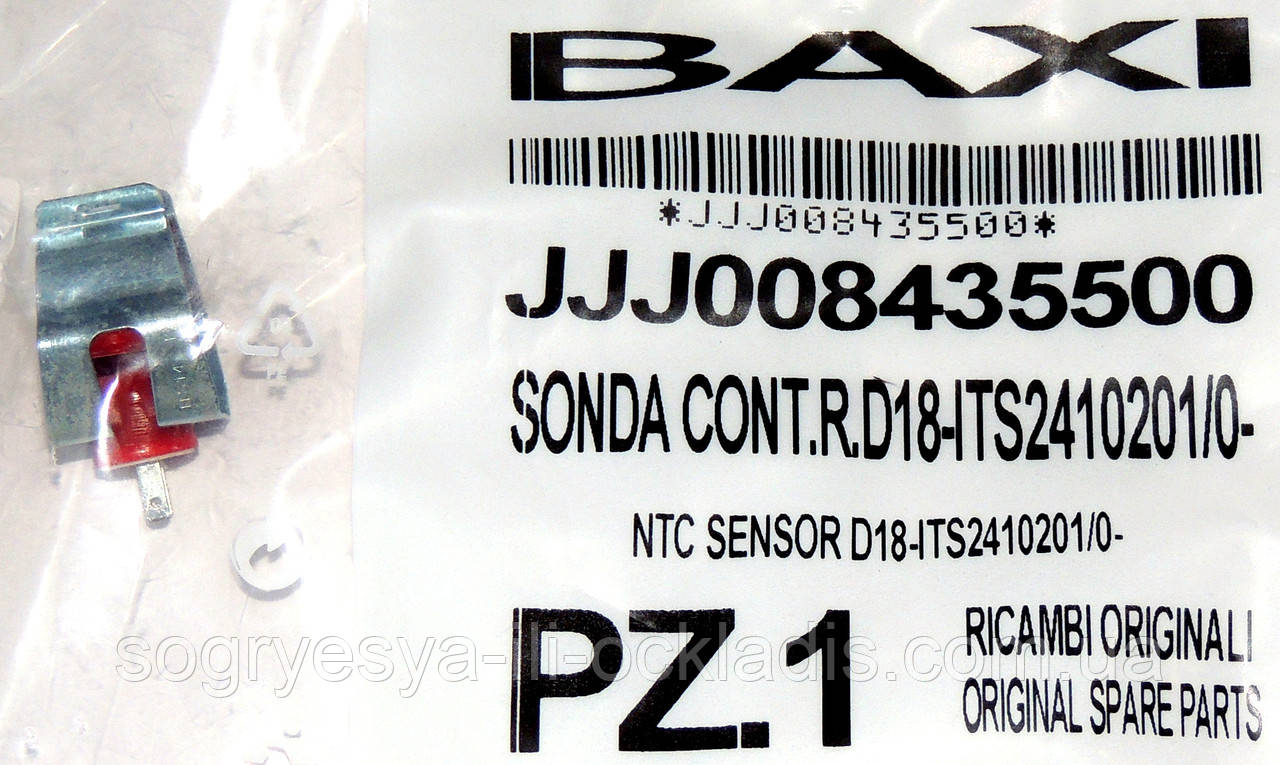 BAXI
*JJJ008435500*
JJJ008435500
SONDA CONT.R.D18-ITS2410201/0-
NTC SENSOR D18-ITS2410201/0-
PZ.1
RICAMBI ORIGINALI
ORIGINAL SPARE PARTS
sogryesya-ili-ockladis.com.ua